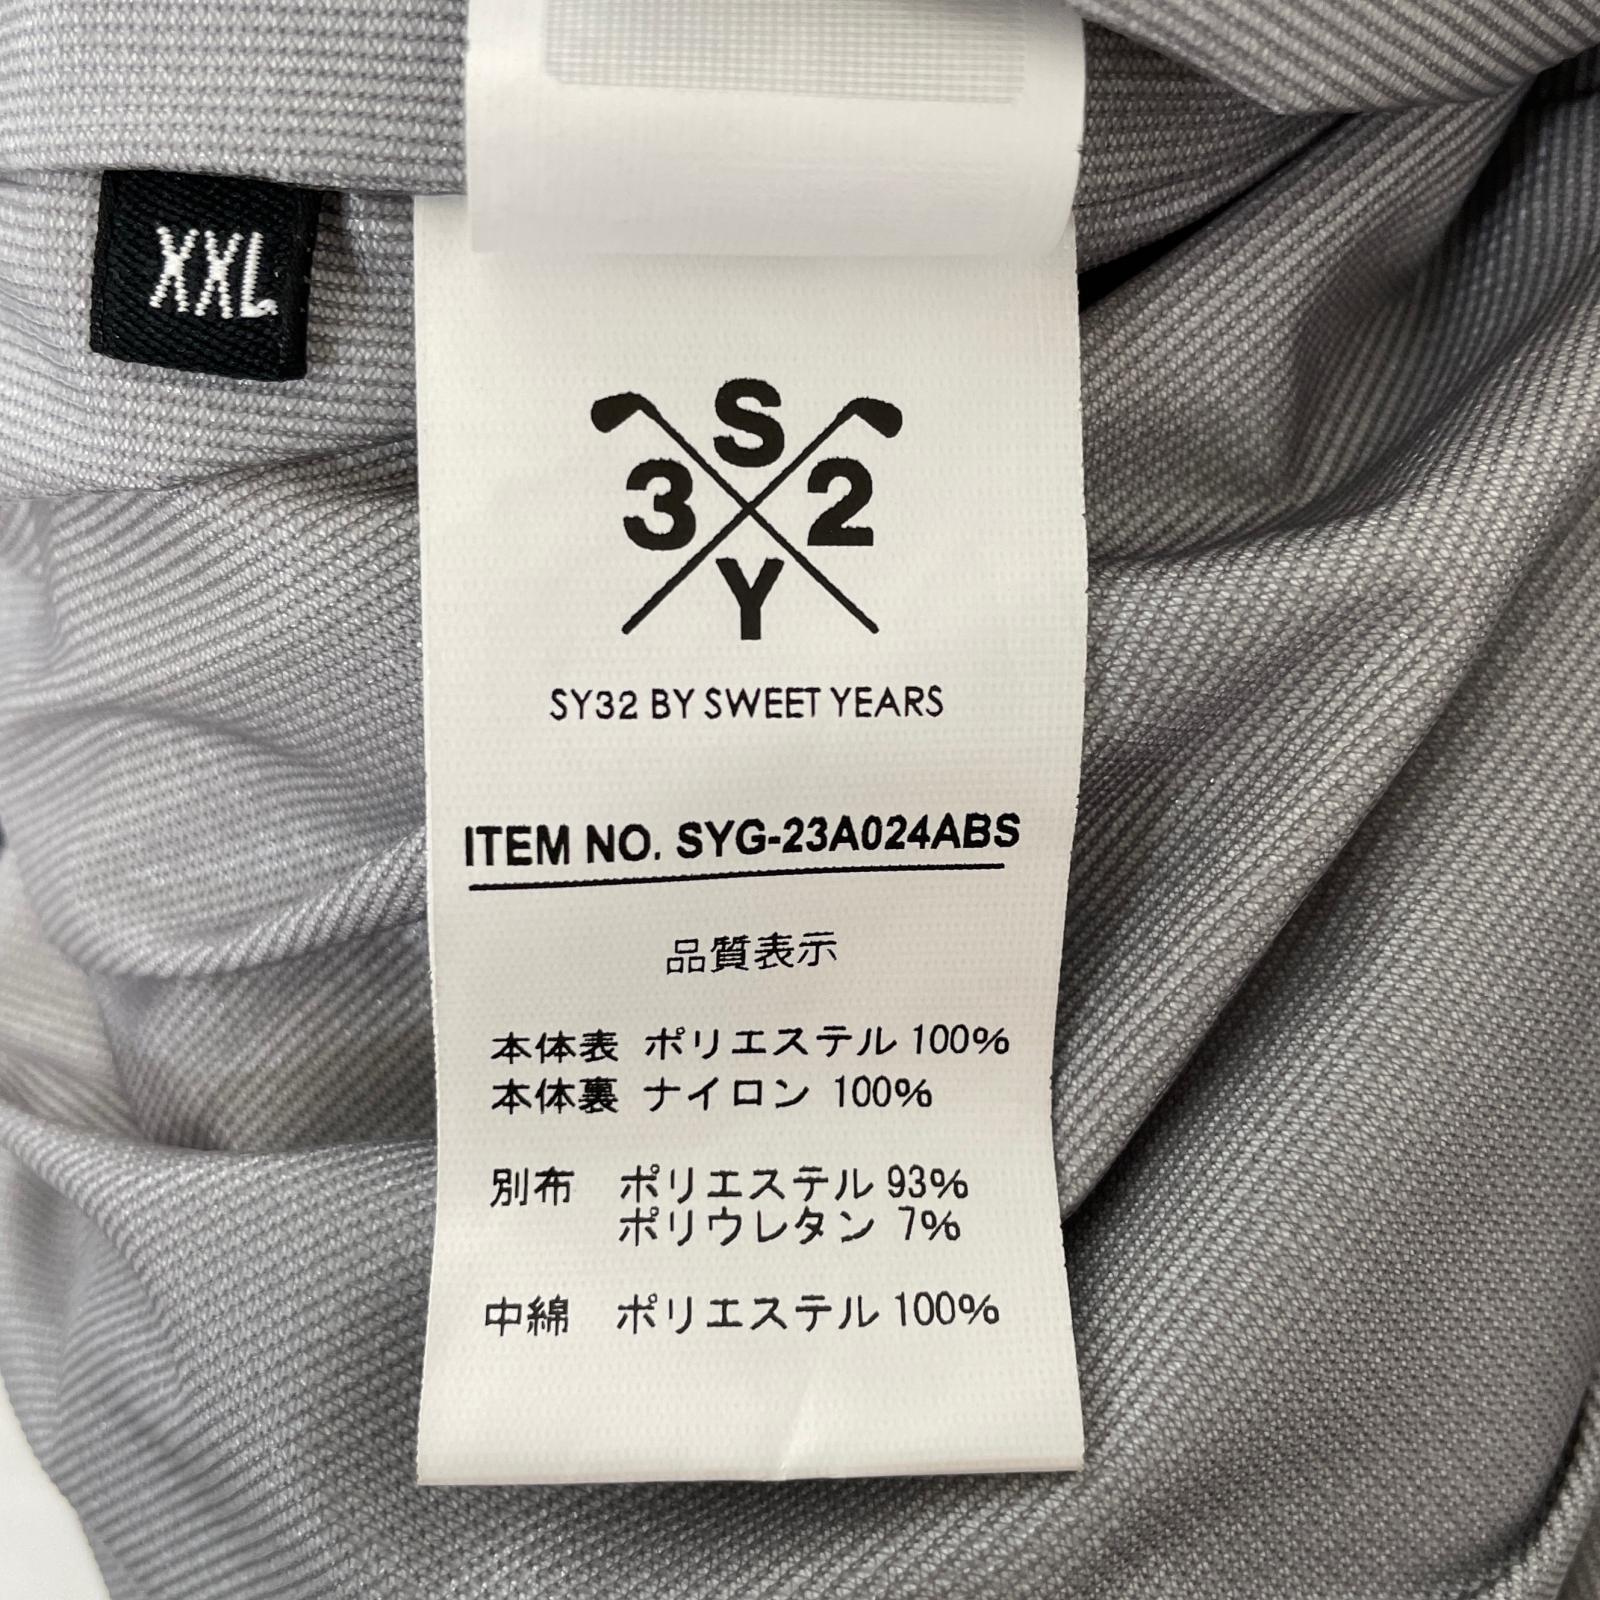 XXL
S
3 2
Y
SY32 BY SWEET YEARS
ITEM NO. SYG-23A024ABS
品質表示
本体表 ポリエステル 100%
本体裏 ナイロン 100%
別布 ポリエステル 93%
ポリウレタン 7%
中綿 ポリエステル 100%